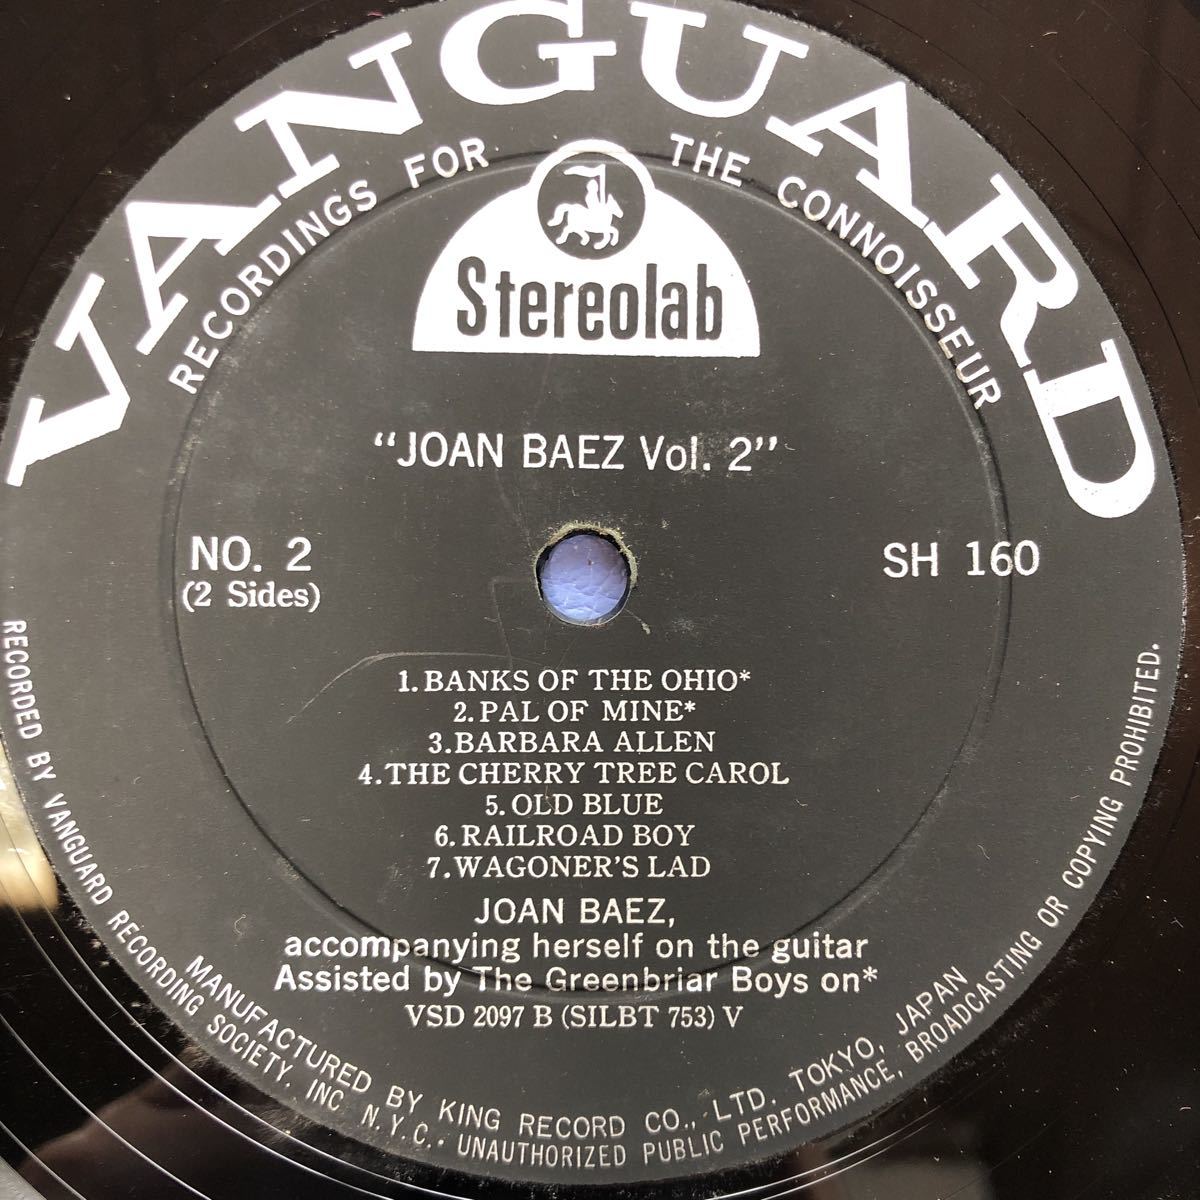 VANGUARD
RECORDINGS FOR THE CONNOISSEUR
Stereolab
"JOAN BAEZ Vol. 2"
NO. 2
(2 Sides)
SH 160
1. BANKS OF THE OHIO*
2. PAL OF MINE*
3. BARBARA ALLEN
4. THE CHERRY TREE CAROL
5. OLD BLUE
6. RAILROAD BOY
7. WAGONER'S LAD
JOAN BAEZ,
accompanying herself on the guitar
Assisted by The Greenbriar Boys on*
VSD 2097 B (SILBT 753) V
MANUFACTURED BY KING RECORD CO., LTD. TOKYO, JAPAN
RECORDED BY VANGUARD RECORDING SOCIETY, INC N.Y.C. · UNAUTHORIZED PUBLIC PERFORMANCE, BROADCASTING OR COPYING PROHIBITED.